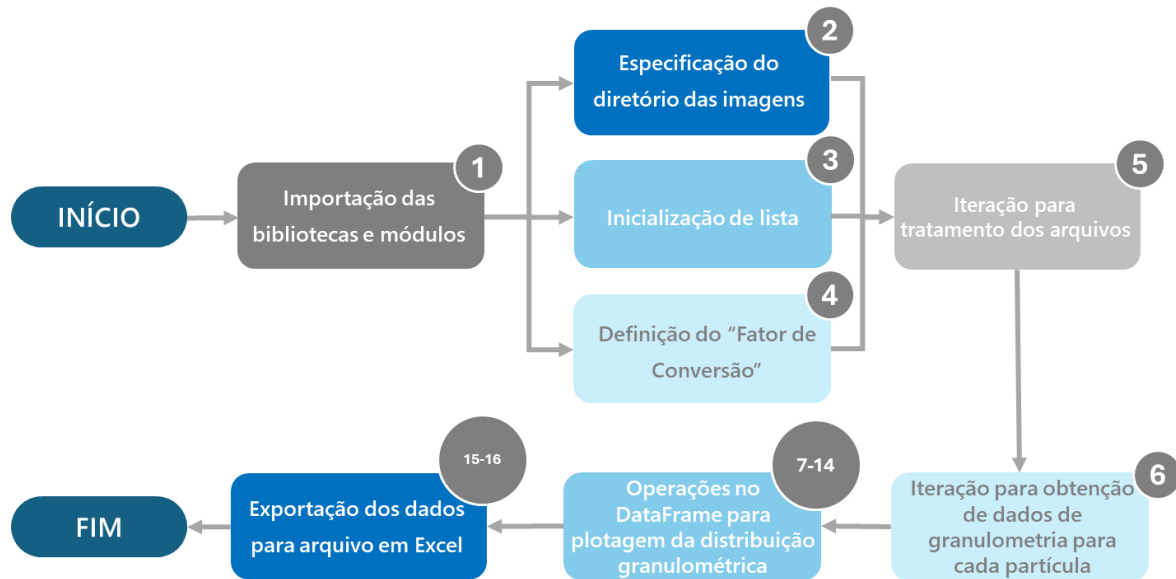 INÍCIO
1
Importação das
bibliotecas e módulos
2
Especificação do
diretório das imagens
3
Inicialização de lista
4
Definição do “Fator de
Conversão”
5
Iteração para
tratamento dos arquivos
6
Iteração para obtenção
de dados de
granulometria para
cada partícula
7-14
Operações no
DataFrame para
plotagem da distribuição
granulométrica
15-16
Exportação dos dados
para arquivo em Excel
FIM